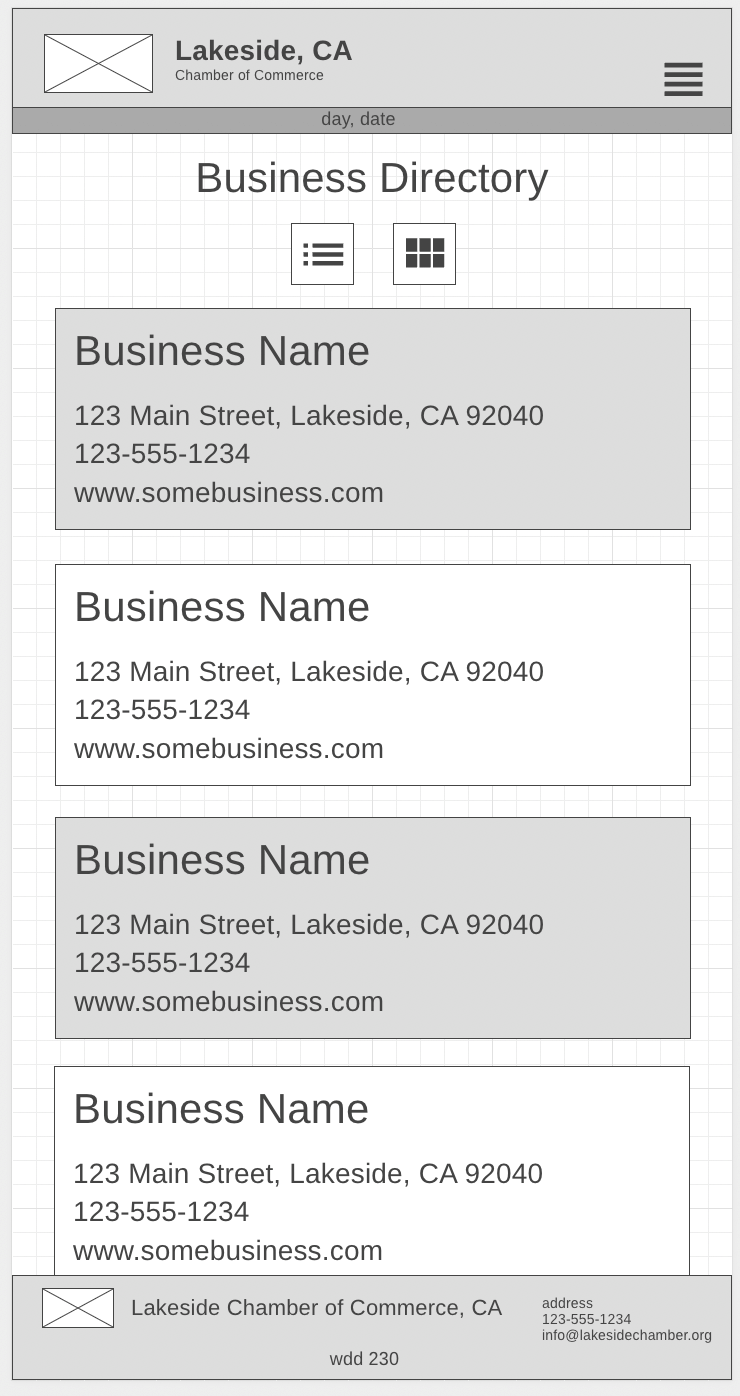 Lakeside, CA
Chamber of Commerce
day, date
Business Directory
Business Name
123 Main Street, Lakeside, CA 92040
123-555-1234
www.somebusiness.com
Business Name
123 Main Street, Lakeside, CA 92040
123-555-1234
www.somebusiness.com
Business Name
123 Main Street, Lakeside, CA 92040
123-555-1234
www.somebusiness.com
Business Name
123 Main Street, Lakeside, CA 92040
123-555-1234
www.somebusiness.com
Lakeside Chamber of Commerce, CA
address
123-555-1234
info@lakesidechamber.org
wdd 230